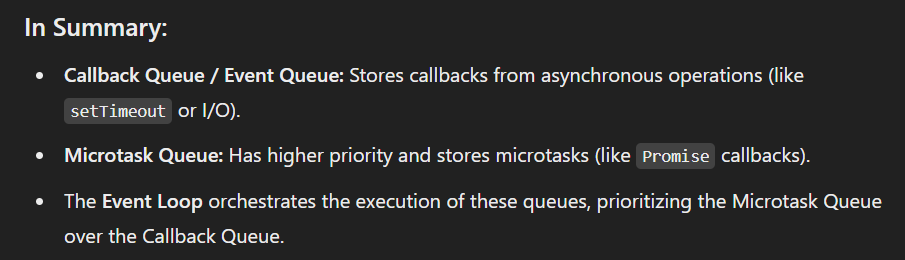 In Summary:
• Callback Queue / Event Queue: Stores callbacks from asynchronous operations (like
setTimeout or I/O).
• Microtask Queue: Has higher priority and stores microtasks (like Promise callbacks).
• The Event Loop orchestrates the execution of these queues, prioritizing the Microtask Queue
over the Callback Queue.